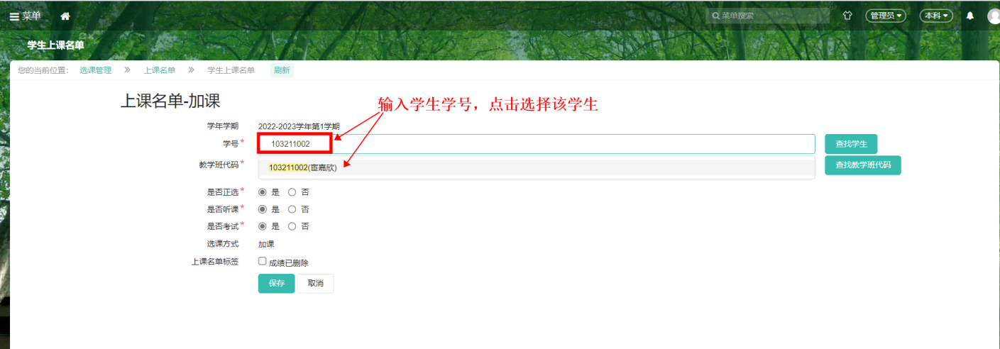 菜单
菜单搜索
管理员
本科
学生上课名单
您的当前位置： 选课管理 » 上课名单 » 学生上课名单 刷新
上课名单-加课
输入学生学号，点击选择该学生
学年学期 2022-2023学年第1学期
学号* 103211002 查找学生
教学班代码* 103211002(宦嘉欣) 查找教学班代码
是否正选* 是 否
是否听课* 是 否
是否考试* 是 否
选课方式 加课
上课名单标签 成绩已删除
保存 取消